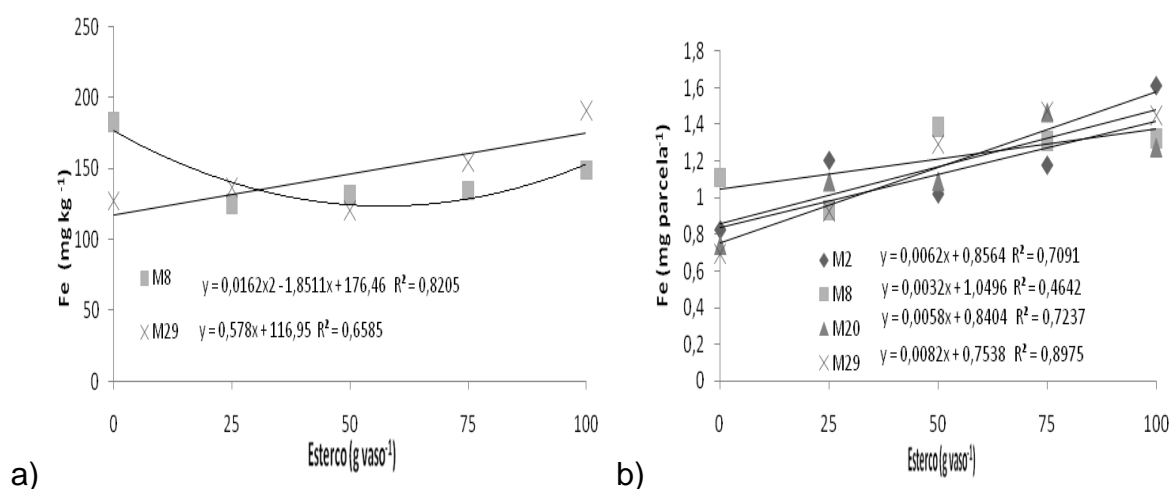 Fe (mg kg⁻¹)
250
200
150
100
50
0
M8 y = 0,0162x2 - 1,8511x + 176,46 R² = 0,8205
M29 y = 0,578x + 116,95 R² = 0,6585
0 25 50 75 100
Esterco (g vaso⁻¹)
a)
Fe (mg parcela⁻¹)
1,8
1,6
1,4
1,2
1
0,8
0,6
0,4
0,2
0
M2 y = 0,0062x + 0,8564 R² = 0,7091
M8 y = 0,0032x + 1,0496 R² = 0,4642
M20 y = 0,0058x + 0,8404 R² = 0,7237
M29 y = 0,0082x + 0,7538 R² = 0,8975
0 25 50 75 100
Esterco (g vaso⁻¹)
b)